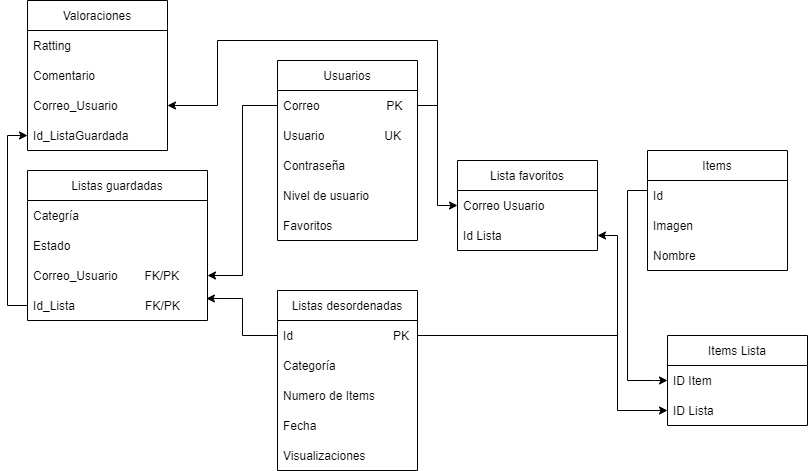 Valoraciones
Ratting
Comentario
Correo_Usuario
Id_ListaGuardada
Listas guardadas
Categría
Estado
Correo_Usuario FK/PK
Id_Lista FK/PK
Usuarios
Correo PK
Usuario UK
Contraseña
Nivel de usuario
Favoritos
Listas desordenadas
Id PK
Categoría
Numero de Items
Fecha
Visualizaciones
Lista favoritos
Correo Usuario
Id Lista
Items
Id
Imagen
Nombre
Items Lista
ID Item
ID Lista